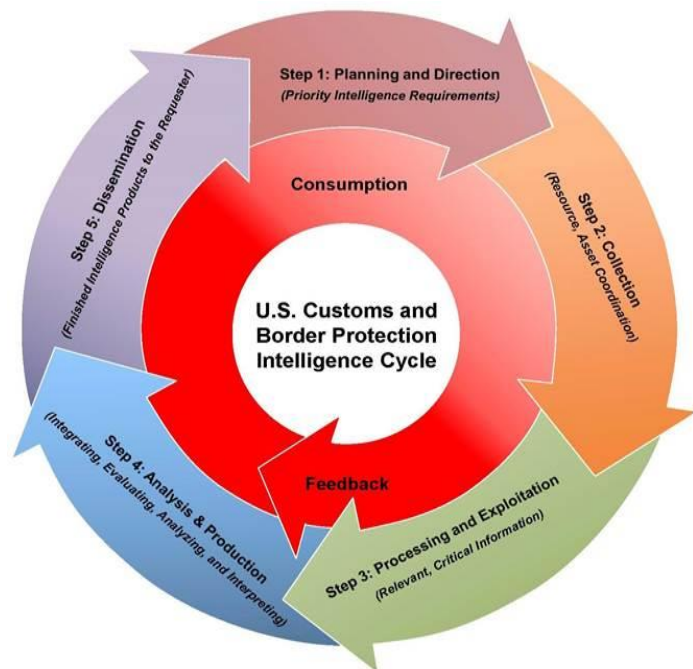 Step 1: Planning and Direction
(Priority Intelligence Requirements)
Step 2: Collection
(Resource, Asset Coordination)
Step 3: Processing and Exploitation
(Relevant, Critical Information)
Step 4: Analysis & Production
(Integrating, Evaluating, Analyzing, and Interpreting)
Step 5: Dissemination
(Finished Intelligence Products to the Requester)
Consumption
U.S. Customs and
Border Protection
Intelligence Cycle
Feedback